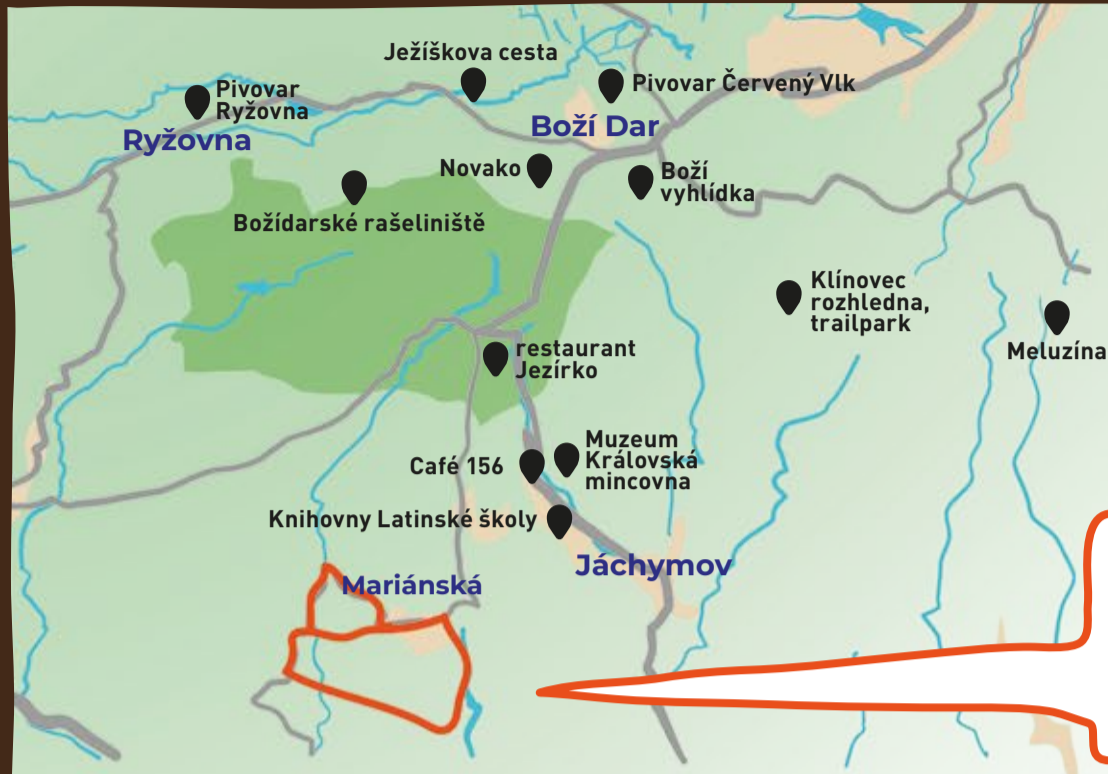 Ježíškova cesta
Pivovar
Ryžovna
Pivovar Červený Vlk
Ryžovna
Boží Dar
Novako
Boží
vyhlídka
Božídarské rašeliniště
Klínovec
rozhledna,
trailpark
Meluzína
restaurant
Jezírko
Café 156
Muzeum
Královská
mincovna
Knihovny Latinské školy
Jáchymov
Mariánská